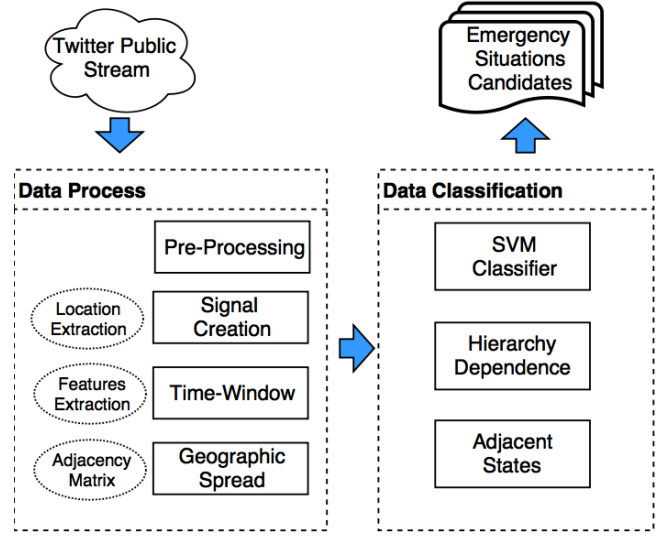 Twitter Public
Stream
Emergency
Situations
Candidates
Data Process
Pre-Processing
Location
Extraction
Signal
Creation
Features
Extraction
Time-Window
Adjacency
Matrix
Geographic
Spread
Data Classification
SVM
Classifier
Hierarchy
Dependence
Adjacent
States